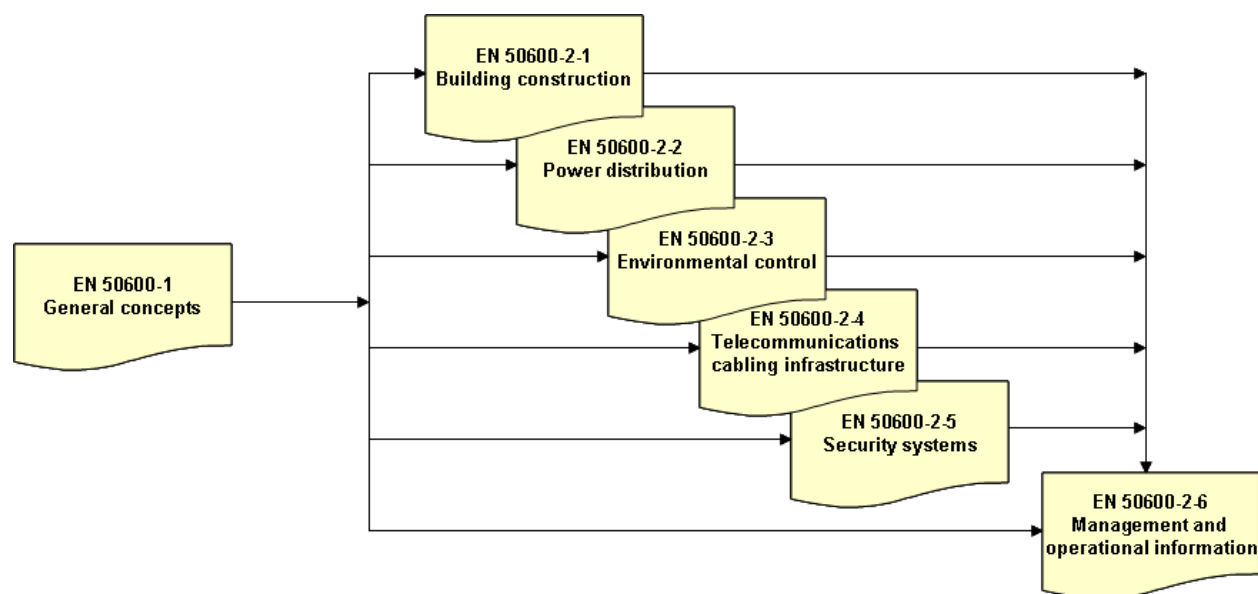 EN 50600-2-1
Building construction
EN 50600-2-2
Power distribution
EN 50600-2-3
Environmental control
EN 50600-1
General concepts
EN 50600-2-4
Telecommunications
cabling infrastructure
EN 50600-2-5
Security systems
EN 50600-2-6
Management and
operational information